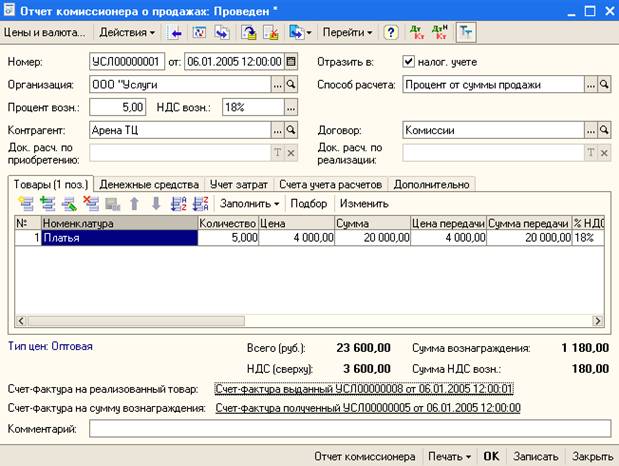 Отчет комиссионера о продажах: Проведен *
Цены и валюта... Действия Перейти ? Дт Кт Дт Н Кт Тт
Номер: УСЛ00000001 от: 06.01.2005 12:00:00 Отразить в: налог. учете
Организация: ООО "Услуги ... Способ расчета: Процент от суммы продажи ...
Процент возн.: 5,00 НДС возн.: 18% ...
Контрагент: Арена ТЦ ... Договор: Комиссии ...
Док. расч. по приобретению: T × Док. расч. по реализации: T ×
Товары (1 поз.) Денежные средства Учет затрат Счета учета расчетов Дополнительно
Заполнить Подбор Изменить
№ Номенклатура Количество Цена Сумма Цена передачи Сумма передачи % НДС
1 Платья 5,000 4 000,00 20 000,00 4 000,00 20 000,00 18%
Тип цен: Оптовая Всего (руб.): 23 600,00 Сумма вознаграждения: 1 180,00
НДС (сверху): 3 600,00 Сумма НДС возн.: 180,00
Счет-фактура на реализованный товар: Счет-фактура выданный УСЛ00000008 от 06.01.2005 12:00:01
Счет-фактура на сумму вознаграждения: Счет-фактура полученный УСЛ00000005 от 06.01.2005 12:00:00
Комментарий:
Отчет комиссионера Печать OK Записать Закрыть